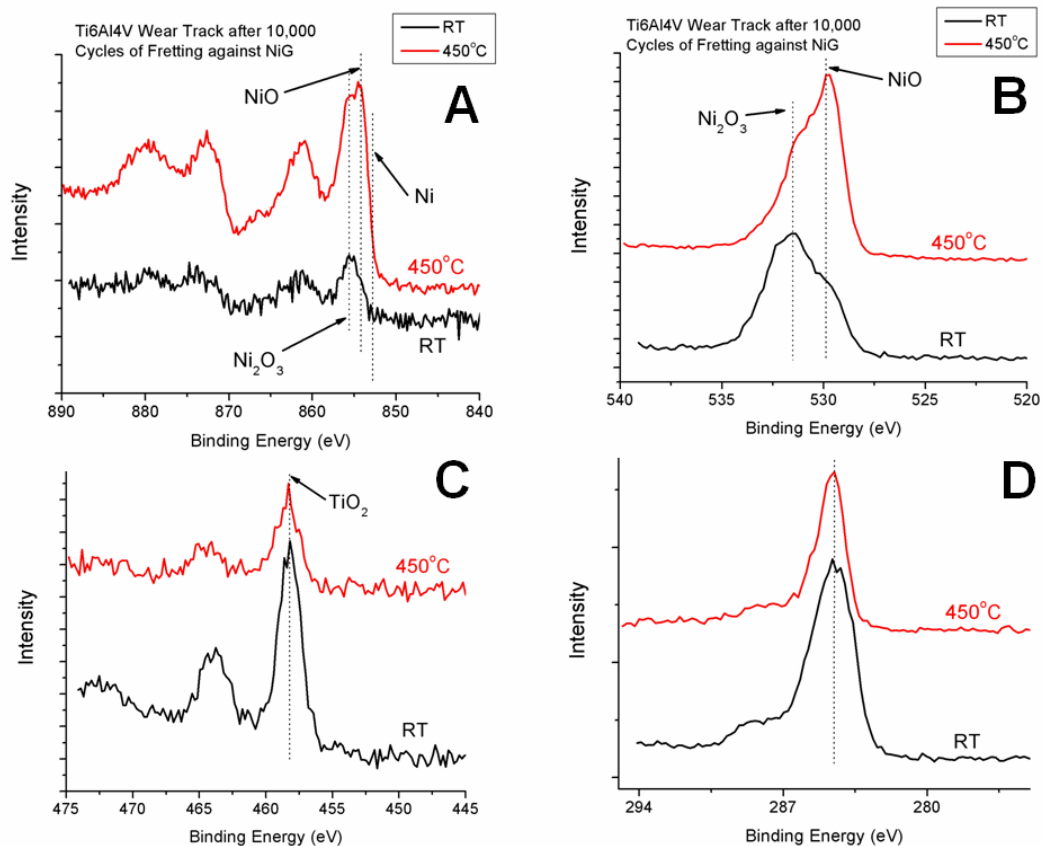 Ti6Al4V Wear Track after 10,000
Cycles of Fretting against NiG
RT
450°C
A
NiO
Ni
450°C
RT
Ni₂O₃
Intensity
890 880 870 860 850 840
Binding Energy (eV)
Ti6Al4V Wear Track after 10,000
Cycles of Fretting against NiG
RT
450°C
B
NiO
Ni₂O₃
450°C
RT
Intensity
540 535 530 525 520
Binding Energy (eV)
C
TiO₂
450°C
RT
Intensity
475 470 465 460 455 450 445
Binding Energy (eV)
D
450°C
RT
Intensity
294 287 280
Binding Energy (eV)